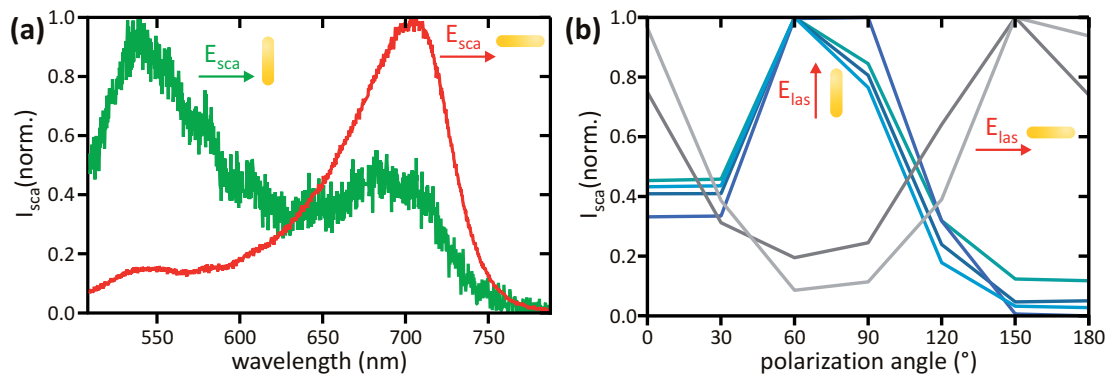 (a)
1.0
0.8
0.6
0.4
0.2
0.0
I_sca(norm.)
E_sca
E_sca
550
600
650
700
750
wavelength (nm)
(b)
1.0
0.8
0.6
0.4
0.2
0.0
I_sca(norm.)
E_las
E_las
0
30
60
90
120
150
180
polarization angle (°)